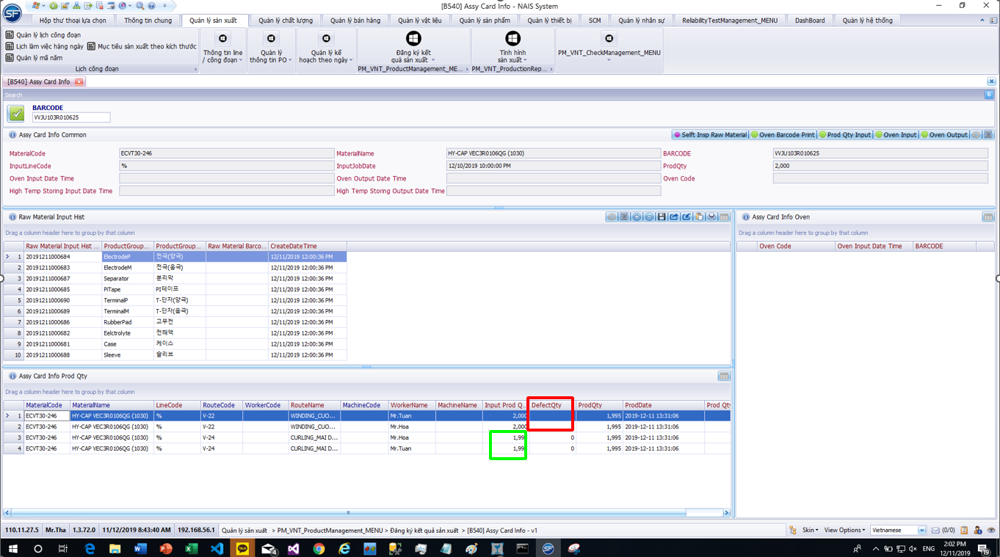 [B540] Assy Card Info - NAIS System
Hộp thư thoại lựa chọn Thông tin chung Quản lý sản xuất Quản lý chất lượng Quản lý bán hàng Quản lý vật liệu Quản lý sản phẩm Quản lý thiết bị SCM Quản lý nhân sự ReliabilityTestManagement_MENU DashBoard Quản lý hệ thống
Quản lý lịch công đoạn
Lịch làm việc hàng ngày Mục tiêu sản xuất theo kích thước
Quản lý mã năm
Lịch công đoạn
Thông tin line
/ công đoạn
Quản lý
thông tin PO
Quản lý kế
hoạch theo ngày
Đăng ký kết
quả sản xuất
PM_VNT_ProductManagement_ME...
Tình hình
sản xuất
PM_VNT_ProductionRep...
PM_VNT_CheckManagement_MENU
[B540] Assy Card Info
Search
BARCODE
VVJU103R010625
Assy Card Info Common
Selft Insp Raw Material Oven Barcode Print Prod Qty Input Oven Input Oven Output
MaterialCode ECVT30-246 MaterialName HY-CAP VEC3R0106QG (1030) BARCODE VVJU103R010625
InputLineCode % InputJobDate 12/10/2019 10:00:00 PM ProdQty 2,000
Oven Input Date Time Oven Output Date Time Oven Code
High Temp Storing Input Date Time High Temp Storing Output Date Time
Raw Material Input Hist
Drag a column header here to group by that column
Raw Material Input Hist ... ProductGroup... ProductGroup... Raw Material Barco... CreateDateTime
1 20191211000684 ElectrodeP 전극(양극) 12/11/2019 12:00:36 PM
2 20191211000683 ElectrodeM 전극(음극) 12/11/2019 12:00:36 PM
3 20191211000687 Separator 분리막 12/11/2019 12:00:36 PM
4 20191211000685 PiTape PI테이프 12/11/2019 12:00:36 PM
5 20191211000690 TerminalP T-단자(양극) 12/11/2019 12:00:36 PM
6 20191211000689 TerminalM T-단자(음극) 12/11/2019 12:00:36 PM
7 20191211000686 RubberPad 고무전 12/11/2019 12:00:36 PM
8 20191211000682 Eelctrolyte 전해액 12/11/2019 12:00:36 PM
9 20191211000681 Case 케이스 12/11/2019 12:00:36 PM
10 20191211000688 Sleeve 슬리브 12/11/2019 12:00:36 PM
Assy Card Info Oven
Drag a column header here to group by that column
Oven Code Oven Input Date Time BARCODE
Assy Card Info Prod Qty
Drag a column header here to group by that column
MaterialCode MaterialName LineCode RouteCode WorkerCode RouteName MachineCode WorkerName MachineName Input Prod Q... DefectQty ProdQty ProdDate Prod Qty
1 ECVT30-246 HY-CAP VEC3R0106QG (1030) % V-22 WINDING_CUO... Mr.Tuan 2,000 1,995 2019-12-11 13:31:06
2 ECVT30-246 HY-CAP VEC3R0106QG (1030) % V-22 WINDING_CUO... Mr.Hoa 2,000 1,995 2019-12-11 13:31:06
3 ECVT30-246 HY-CAP VEC3R0106QG (1030) % V-24 CURLING_MAI D... Mr.Hoa 1,99 0 1,995 2019-12-11 13:31:06
4 ECVT30-246 HY-CAP VEC3R0106QG (1030) % V-24 CURLING_MAI D... Mr.Tuan 1,99 0 1,995 2019-12-11 13:31:06
110.11.27.5 Mr.Tha 1.3.72.0 11/12/2019 8:43:40 AM 192.168.56.1 Quản lý sản xuất > PM_VNT_ProductManagement_MENU > Đăng ký kết quả sản xuất > [B540] Assy Card Info - v1 Skin View Options Vietnamese (0/0)
ENG 2:02 PM
12/11/2019 19